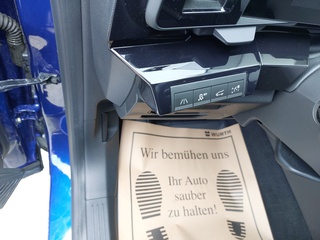 WÜRTH
Wir bemühen uns
Ihr Auto
sauber
zu halten!